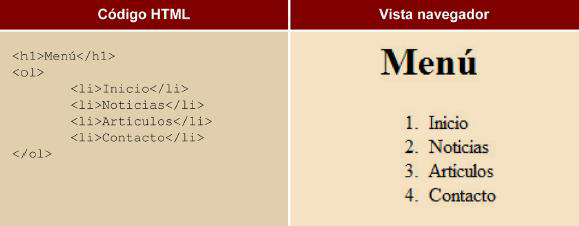 Código HTML
<h1>Menú</h1>
<ol>
<li>Inicio</li>
<li>Noticias</li>
<li>Artículos</li>
<li>Contacto</li>
</ol>
Vista navegador
Menú
1. Inicio
2. Noticias
3. Artículos
4. Contacto